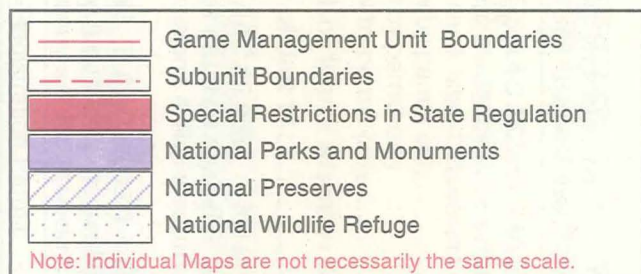 Game Management Unit Boundaries
Subunit Boundaries
Special Restrictions in State Regulation
National Parks and Monuments
National Preserves
National Wildlife Refuge
Note: Individual Maps are not necessarily the same scale.